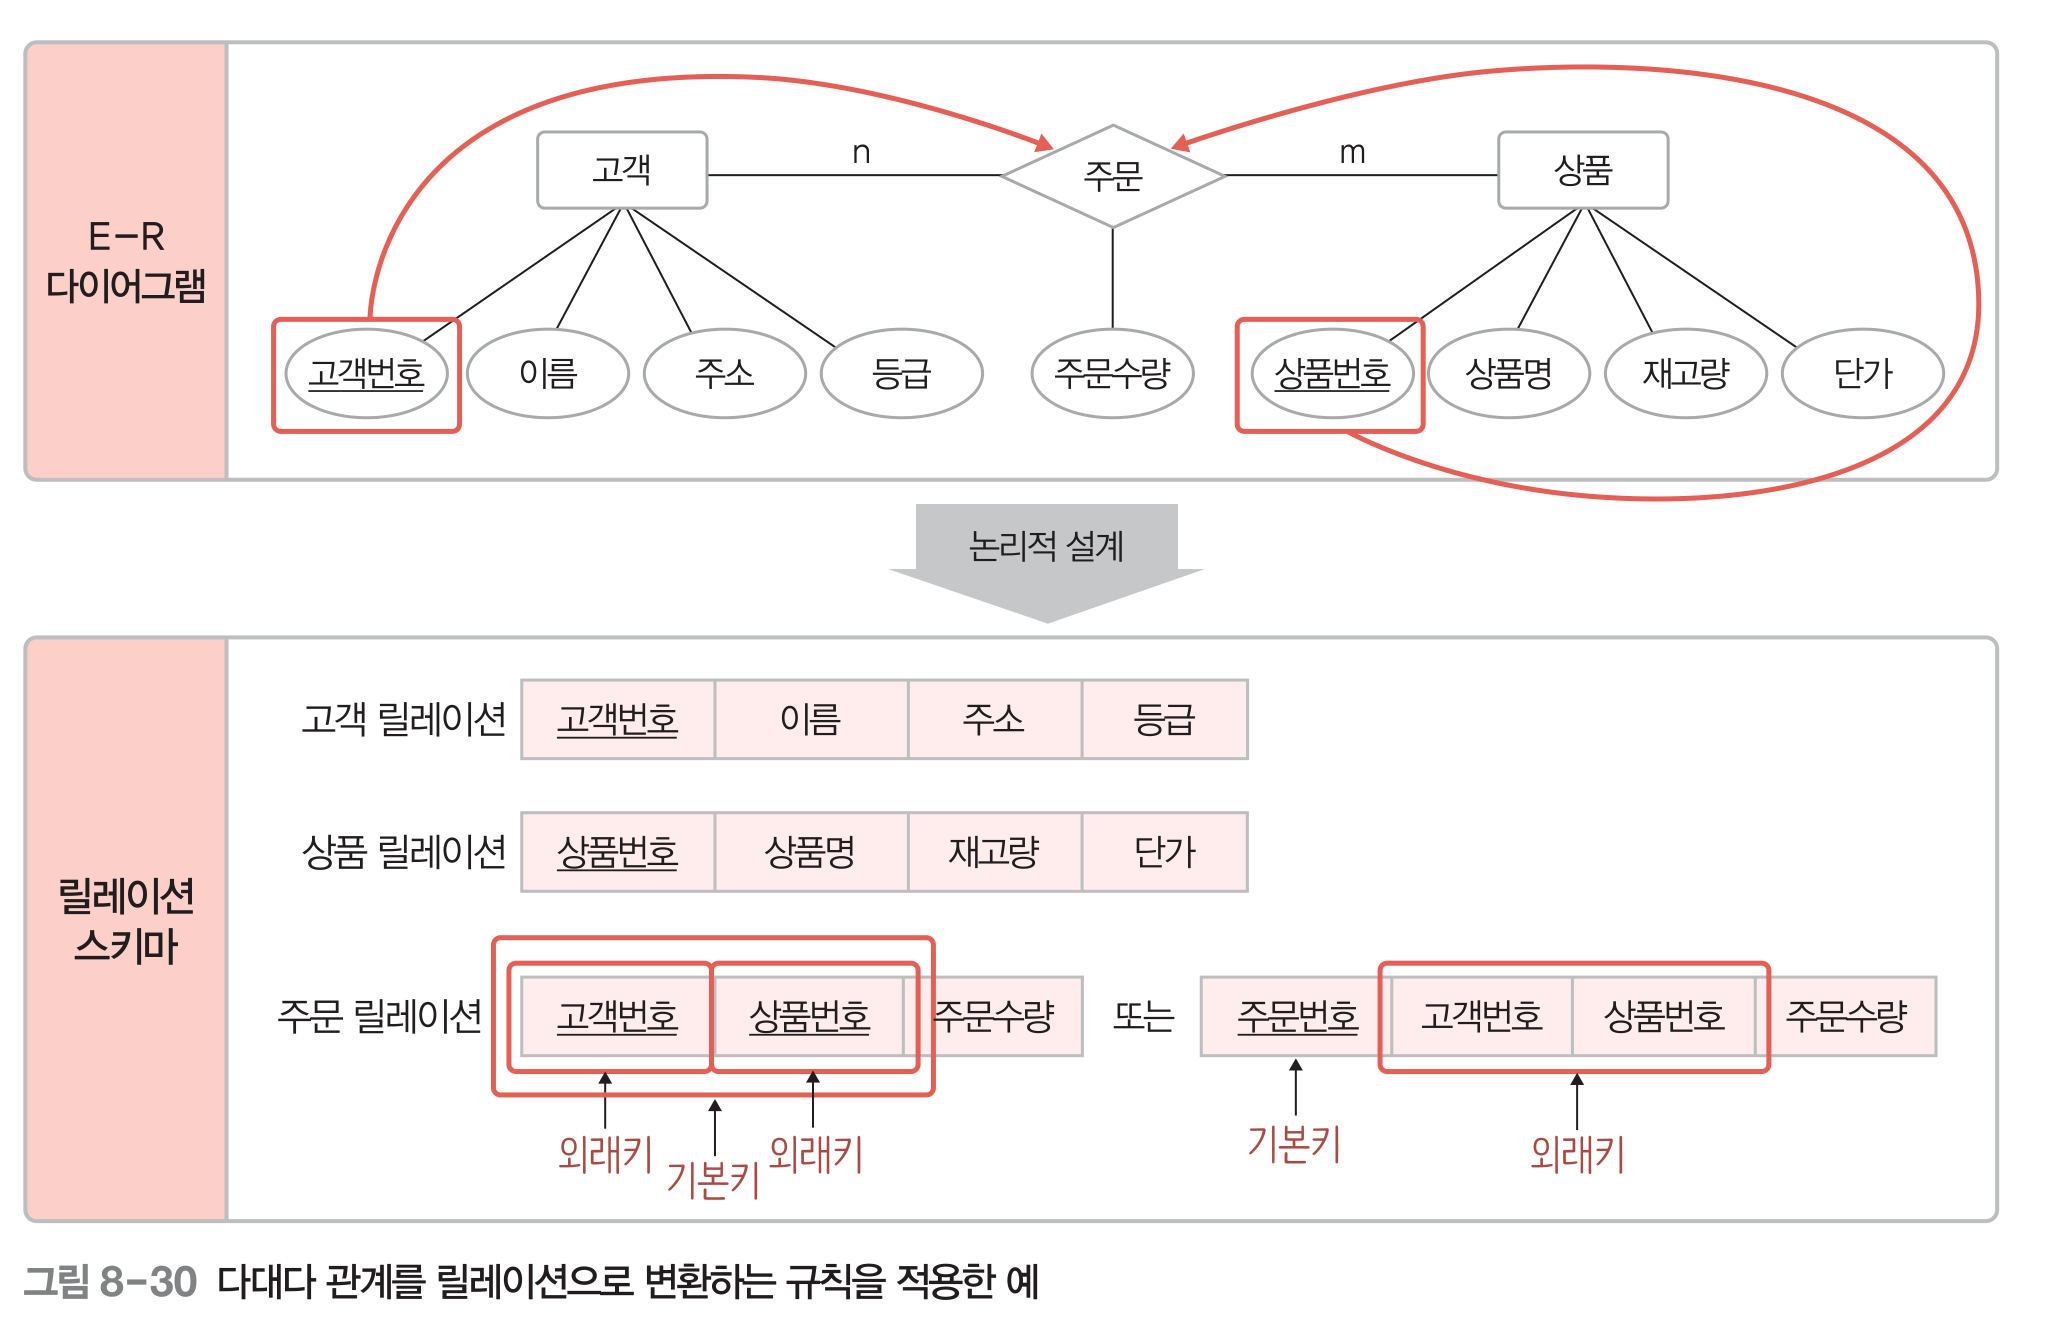 E-R
다이어그램
n
m
고객
주문
상품
고객번호
이름
주소
등급
주문수량
상품번호
상품명
재고량
단가
논리적 설계
릴레이션
스키마
고객 릴레이션 고객번호 이름 주소 등급
상품 릴레이션 상품번호 상품명 재고량 단가
주문 릴레이션 고객번호 상품번호 주문수량 또는 주문번호 고객번호 상품번호 주문수량
외래키 기본키 외래키 기본키 외래키
그림 8-30 다대다 관계를 릴레이션으로 변환하는 규칙을 적용한 예